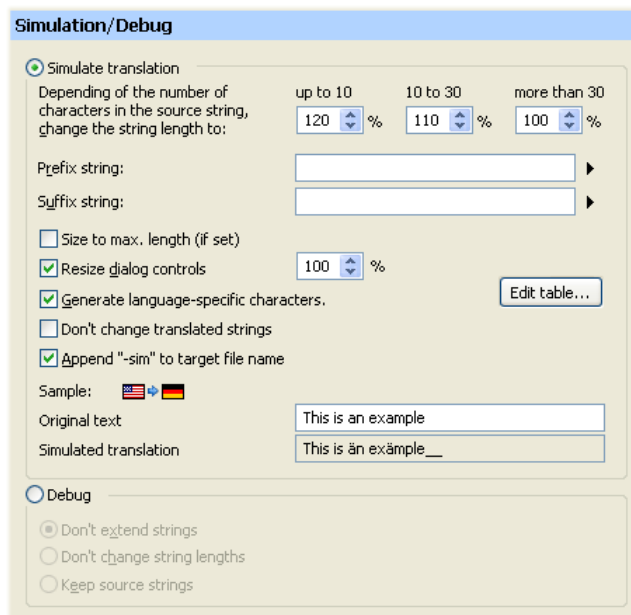 Simulation/Debug
Simulate translation
Depending of the number of
characters in the source string,
change the string length to:
up to 10
10 to 30
more than 30
120 %
110 %
100 %
Prefix string:
Suffix string:
Size to max. length (if set)
Resize dialog controls
100 %
Generate language-specific characters.
Edit table...
Don't change translated strings
Append "-sim" to target file name
Sample:
Original text
This is an example
Simulated translation
This is än exämple__
Debug
Don't extend strings
Don't change string lengths
Keep source strings